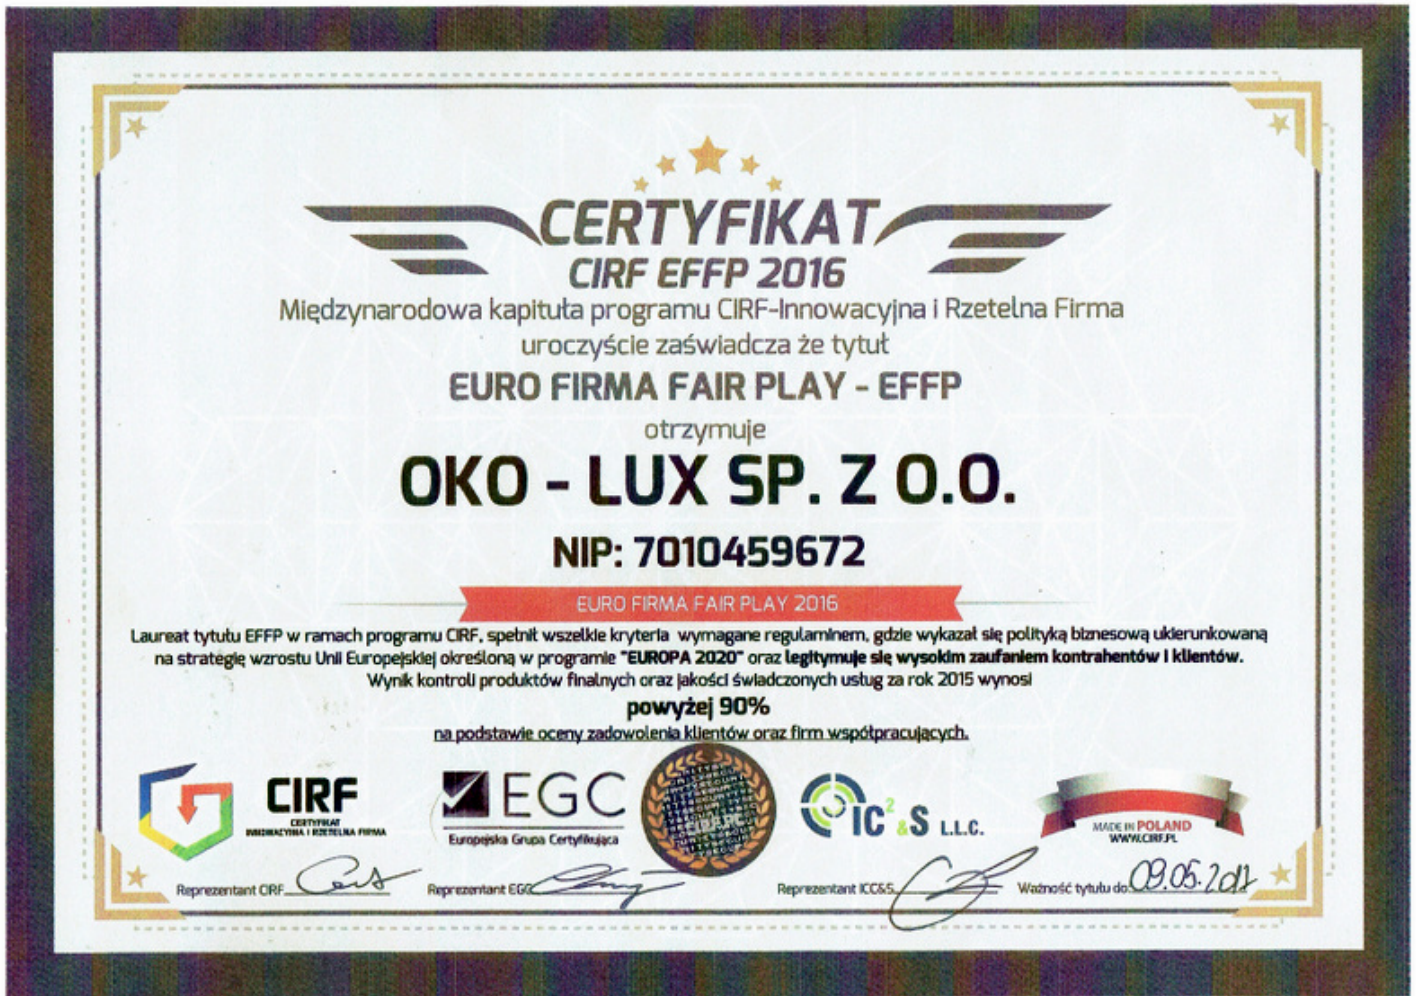 CERTYFIKAT
CIRF EFFP 2016
Międzynarodowa kapituła programu CIRF-Innowacyjna i Rzetelna Firma
uroczyście zaświadcza że tytuł
EURO FIRMA FAIR PLAY - EFFP
otrzymuje
OKO - LUX SP. Z O.O.
NIP: 7010459672
EURO FIRMA FAIR PLAY 2016
Laureat tytułu EFFP w ramach programu CIRF, spełnił wszelkie kryteria wymagane regulaminem, gdzie wykazał się polityką biznesową ukierunkowaną
na strategię wzrostu Unii Europejskiej określoną w programie "EUROPA 2020" oraz legitymuje się wysokim zaufaniem kontrahentów i klientów.
Wynik kontroli produktów finalnych oraz jakości świadczonych usług za rok 2015 wynosi
powyżej 90%
na podstawie oceny zadowolenia klientów oraz firm współpracujących.
CIRF
CERTYFIKAT
INNOWACYJNA I RZETELNA FIRMA
EGC
Europejska Grupa Certyfikująca
CIRF.PL
IC²&S L.L.C.
MADE IN POLAND
WWW.CIRF.PL
Reprezentant CIRF
Reprezentant EGC
Reprezentant ICC&S
Ważność tytułu do: 09.05.2017